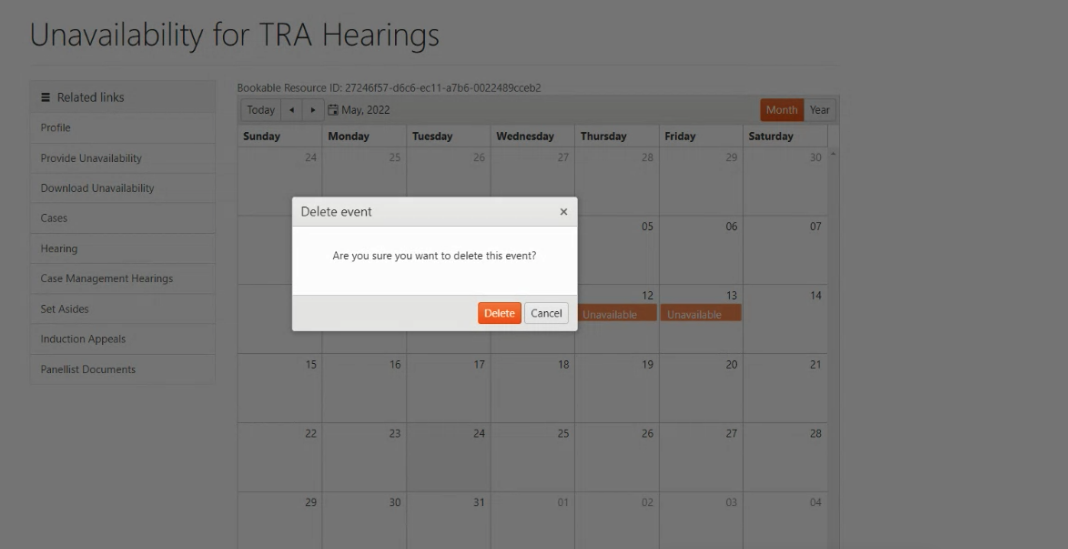 Unavailability for TRA Hearings
Related links
Profile
Provide Unavailability
Download Unavailability
Cases
Hearing
Case Management Hearings
Set Asides
Induction Appeals
Panellist Documents
Bookable Resource ID: 27246f57-d6c6-ec11-a7b6-0022489cceb2
Today May, 2022 Month Year
Sunday Monday Tuesday Wednesday Thursday Friday Saturday
24 25 26 27 28 29 30
05 06 07
Delete event
Are you sure you want to delete this event?
Delete Cancel
12 13 14
Unavailable Unavailable
15 16 17 18 19 20 21
22 23 24 25 26 27 28
29 30 31 01 02 03 04